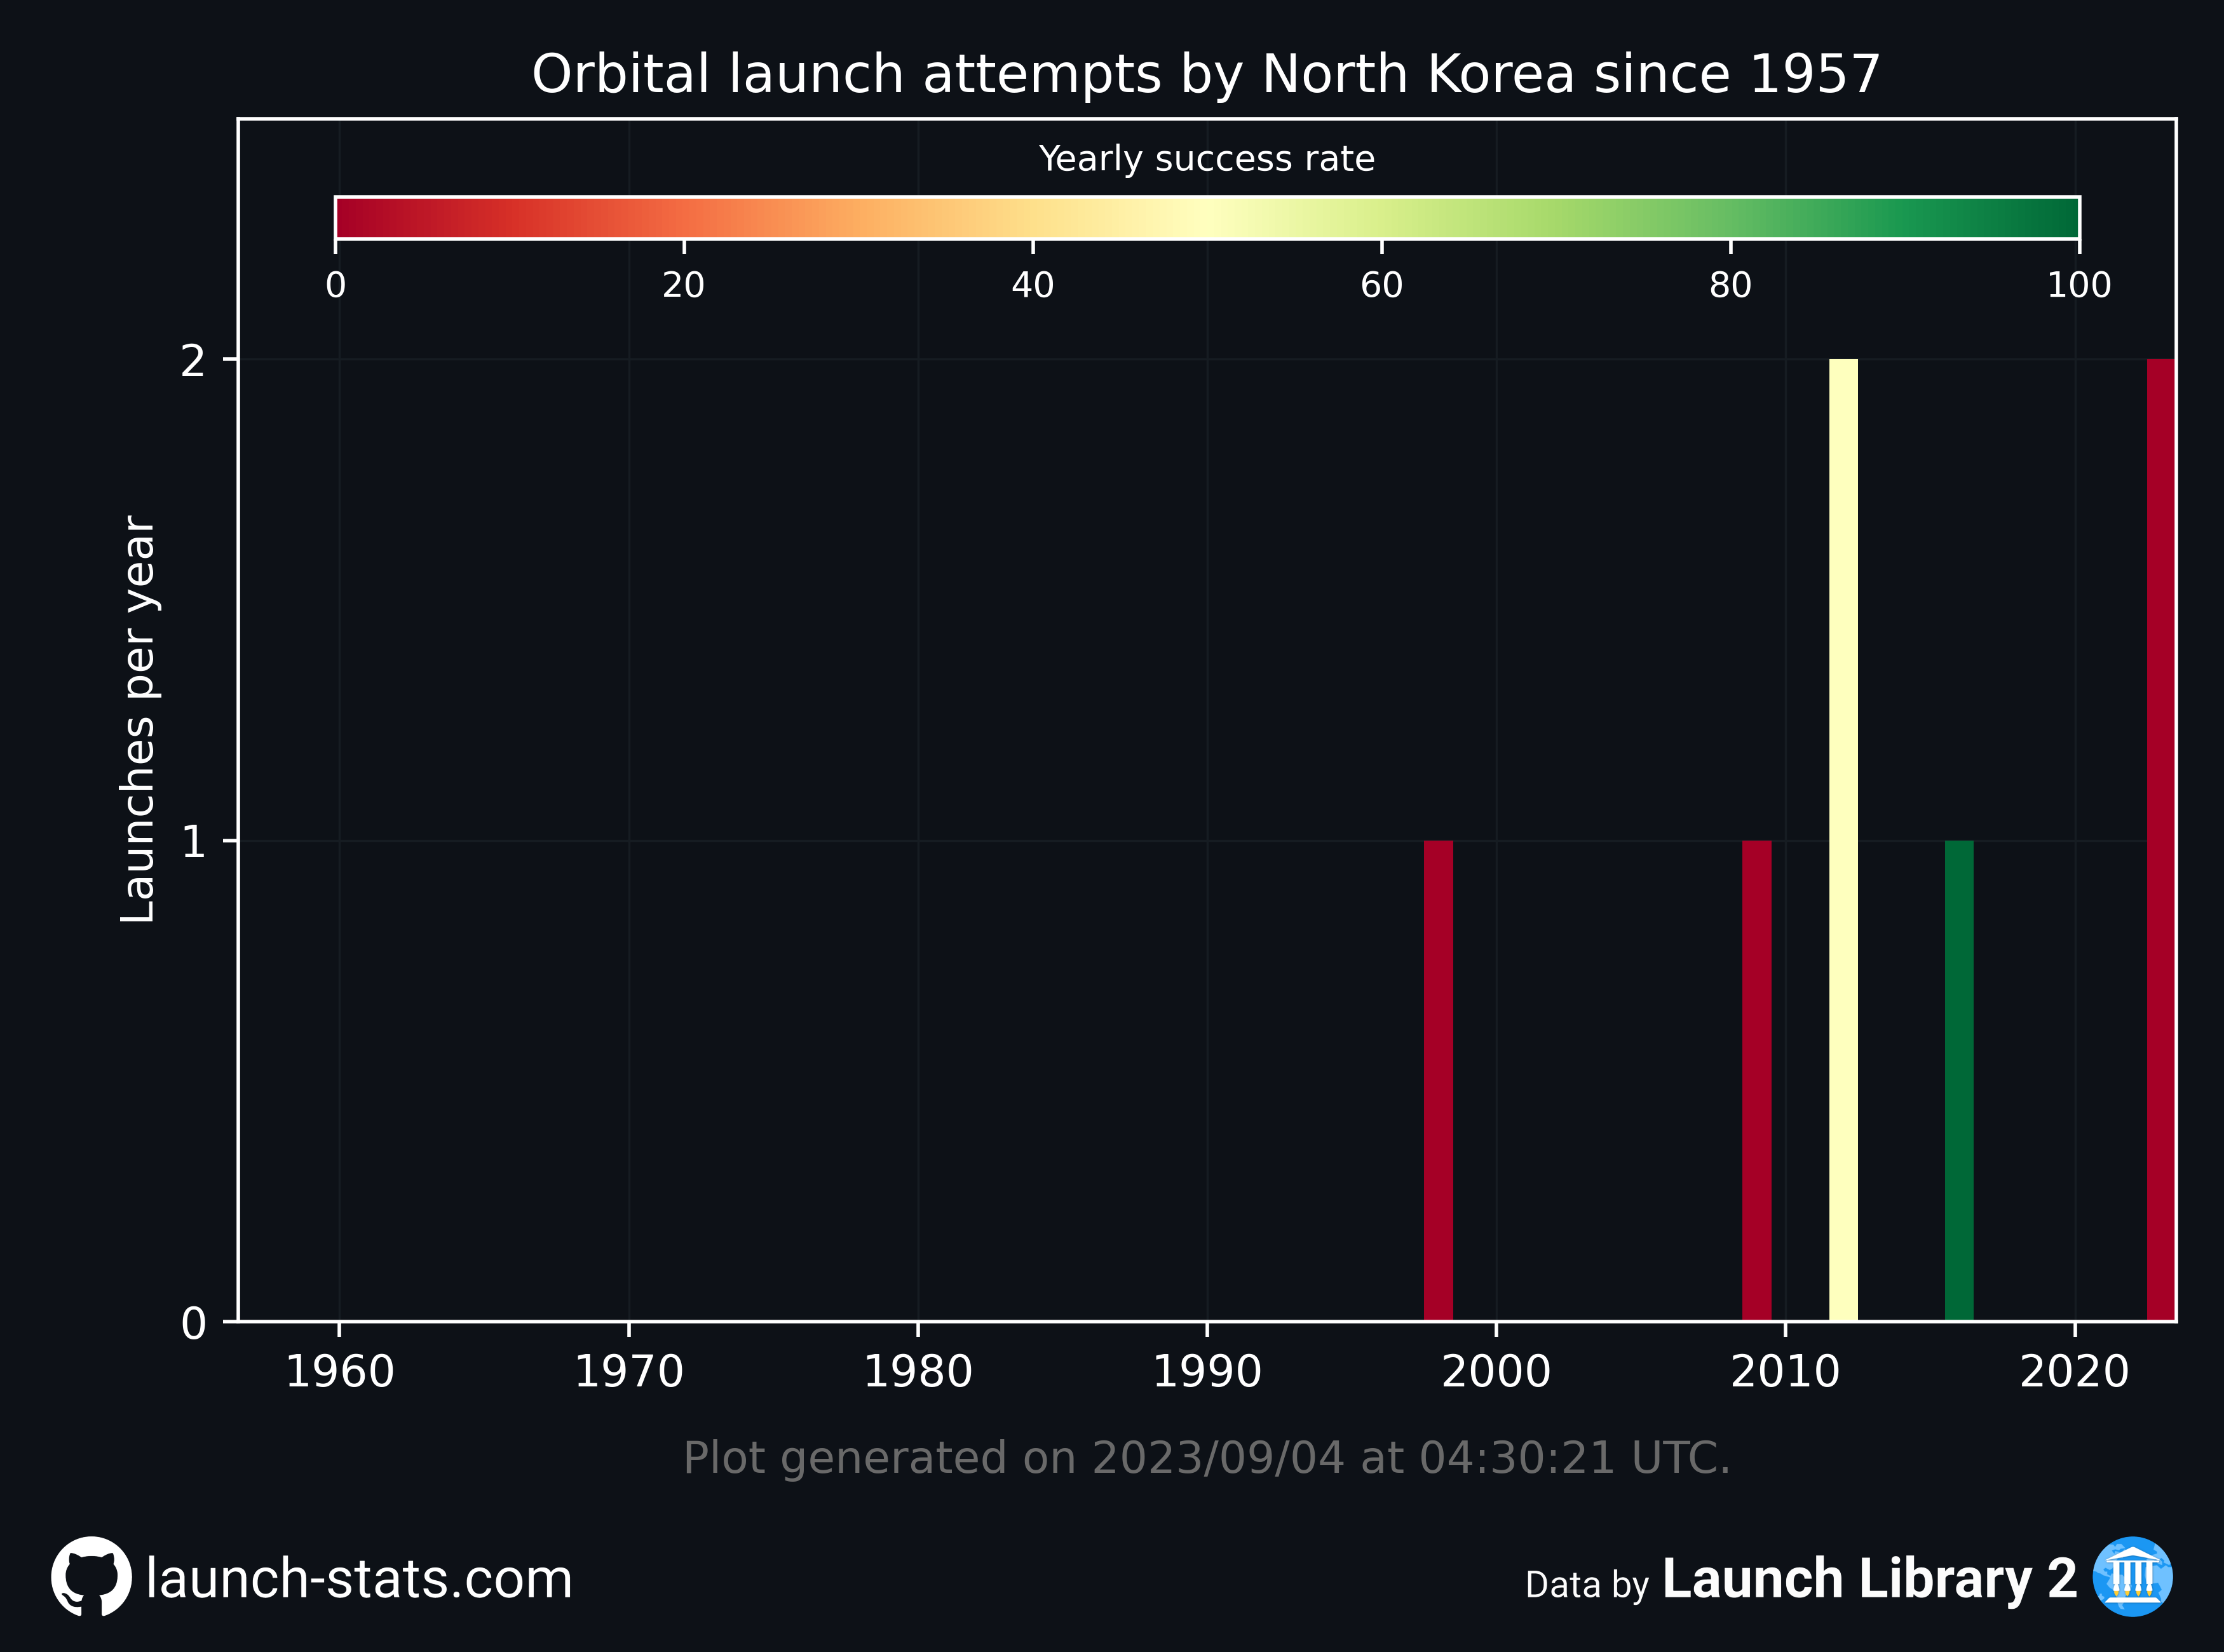 Orbital launch attempts by North Korea since 1957
Yearly success rate
0 20 40 60 80 100
Launches per year
2
1
0
1960 1970 1980 1990 2000 2010 2020
Plot generated on 2023/09/04 at 04:30:21 UTC.
launch-stats.com
Data by Launch Library 2